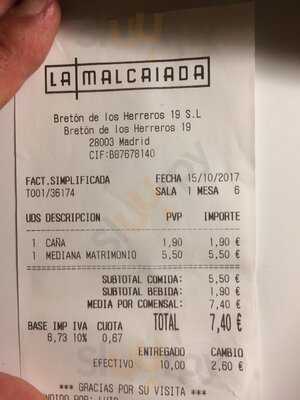 LA MALCRIADA
Bretón de los Herreros 19 S.L
Bretón de los Herreros 19
28003 Madrid
CIF:B87678140
FACT.SIMPLIFICADA FECHA 15/10/2017
T001/36174 SALA 1 MESA 6
UDS DESCRIPCION PVP IMPORTE
1 CAÑA 1,90 1,90 €
1 MEDIANA MATRIMONIO 5,50 5,50 €
SUBTOTAL COMIDA: 5,50 €
SUBTOTAL BEBIDA: 1,90 €
MEDIA POR COMENSAL: 7,40 €
BASE IMP IVA CUOTA TOTAL 7,40 €
6,73 10% 0,67
ENTREGADO CAMBIO
EFECTIVO 10,00 2,60 €
*** GRACIAS POR SU VISITA ***